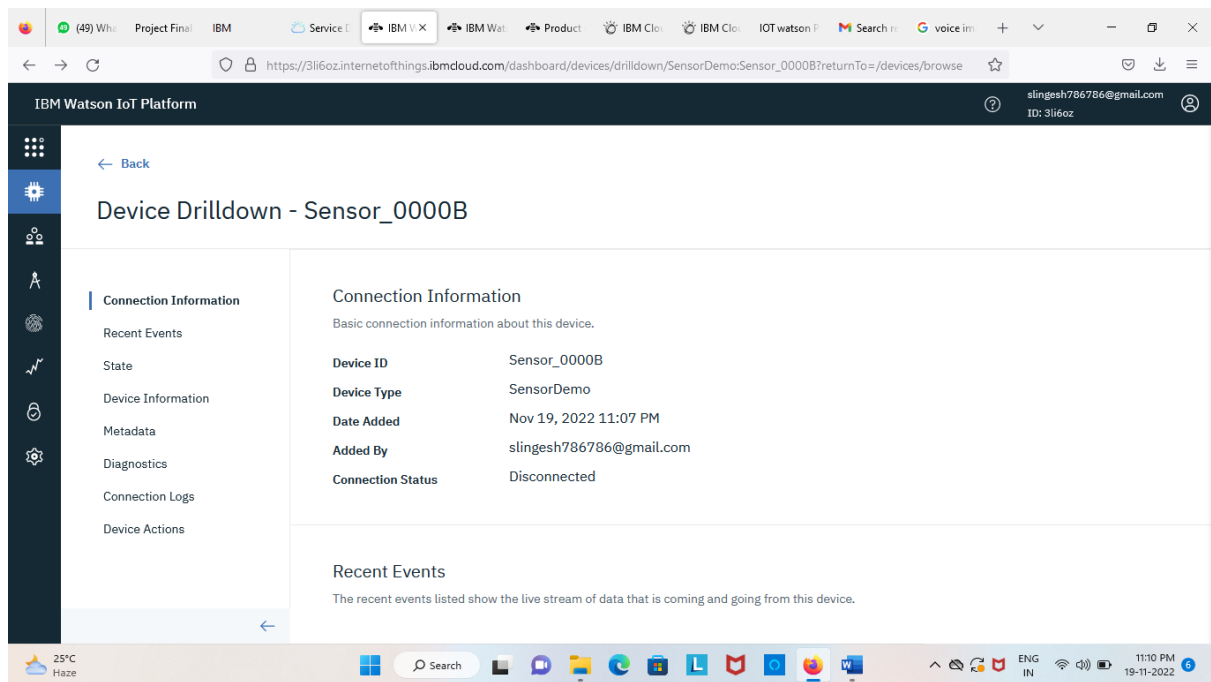 (49) Wha
Project Final
IBM
Service D
IBM W
IBM Wat
Product
IBM Clou
IBM Clou
IOT watson P
Search re
voice im
https://3li6oz.internetofthings.ibmcloud.com/dashboard/devices/drilldown/SensorDemo:Sensor_0000B?returnTo=/devices/browse
IBM Watson IoT Platform
slingesh786786@gmail.com
ID: 3li6oz
Back
Device Drilldown - Sensor_0000B
Connection Information
Recent Events
State
Device Information
Metadata
Diagnostics
Connection Logs
Device Actions
Connection Information
Basic connection information about this device.
Device ID Sensor_0000B
Device Type SensorDemo
Date Added Nov 19, 2022 11:07 PM
Added By slingesh786786@gmail.com
Connection Status Disconnected
Recent Events
The recent events listed show the live stream of data that is coming and going from this device.
25°C
Haze
Search
ENG
IN
11:10 PM
19-11-2022
6